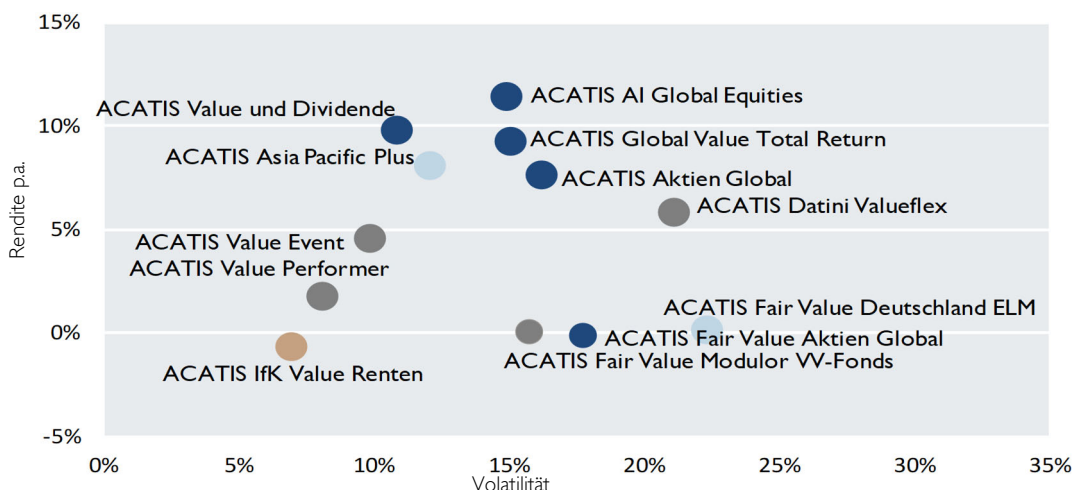 15%
ACATIS AI Global Equities
ACATIS Value und Dividende
10%
ACATIS Global Value Total Return
ACATIS Asia Pacific Plus
ACATIS Aktien Global
ACATIS Datini Valueflex
Rendite p.a.
5%
ACATIS Value Event
ACATIS Value Performer
ACATIS Fair Value Deutschland ELM
0%
ACATIS Fair Value Aktien Global
ACATIS Fair Value Modulor VV-Fonds
ACATIS IfK Value Renten
-5%
0% 5% 10% 15% 20% 25% 30% 35%
Volatilität